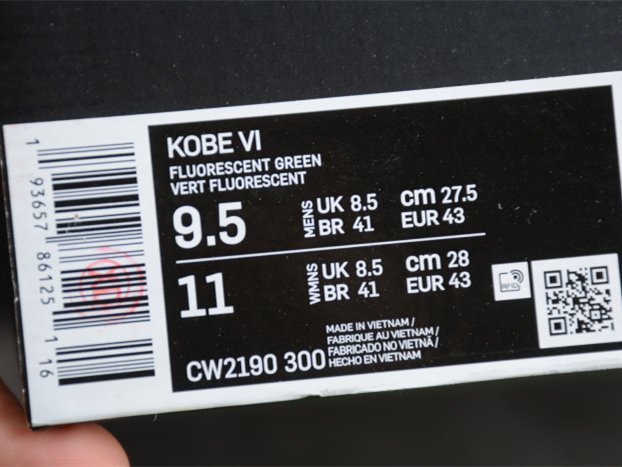 KOBE VI
FLUORESCENT GREEN
VERT FLUORESCENT
9.5
MENS
UK 8.5 cm 27.5
BR 41 EUR 43
11
WMNS
UK 8.5 cm 28
BR 41 EUR 43
RFID
CW2190 300
MADE IN VIETNAM /
FABRIQUE AU VIETNAM /
FABRICADO NO VIETNÃ /
HECHO EN VIETNAM
1 93657 86125 1 16